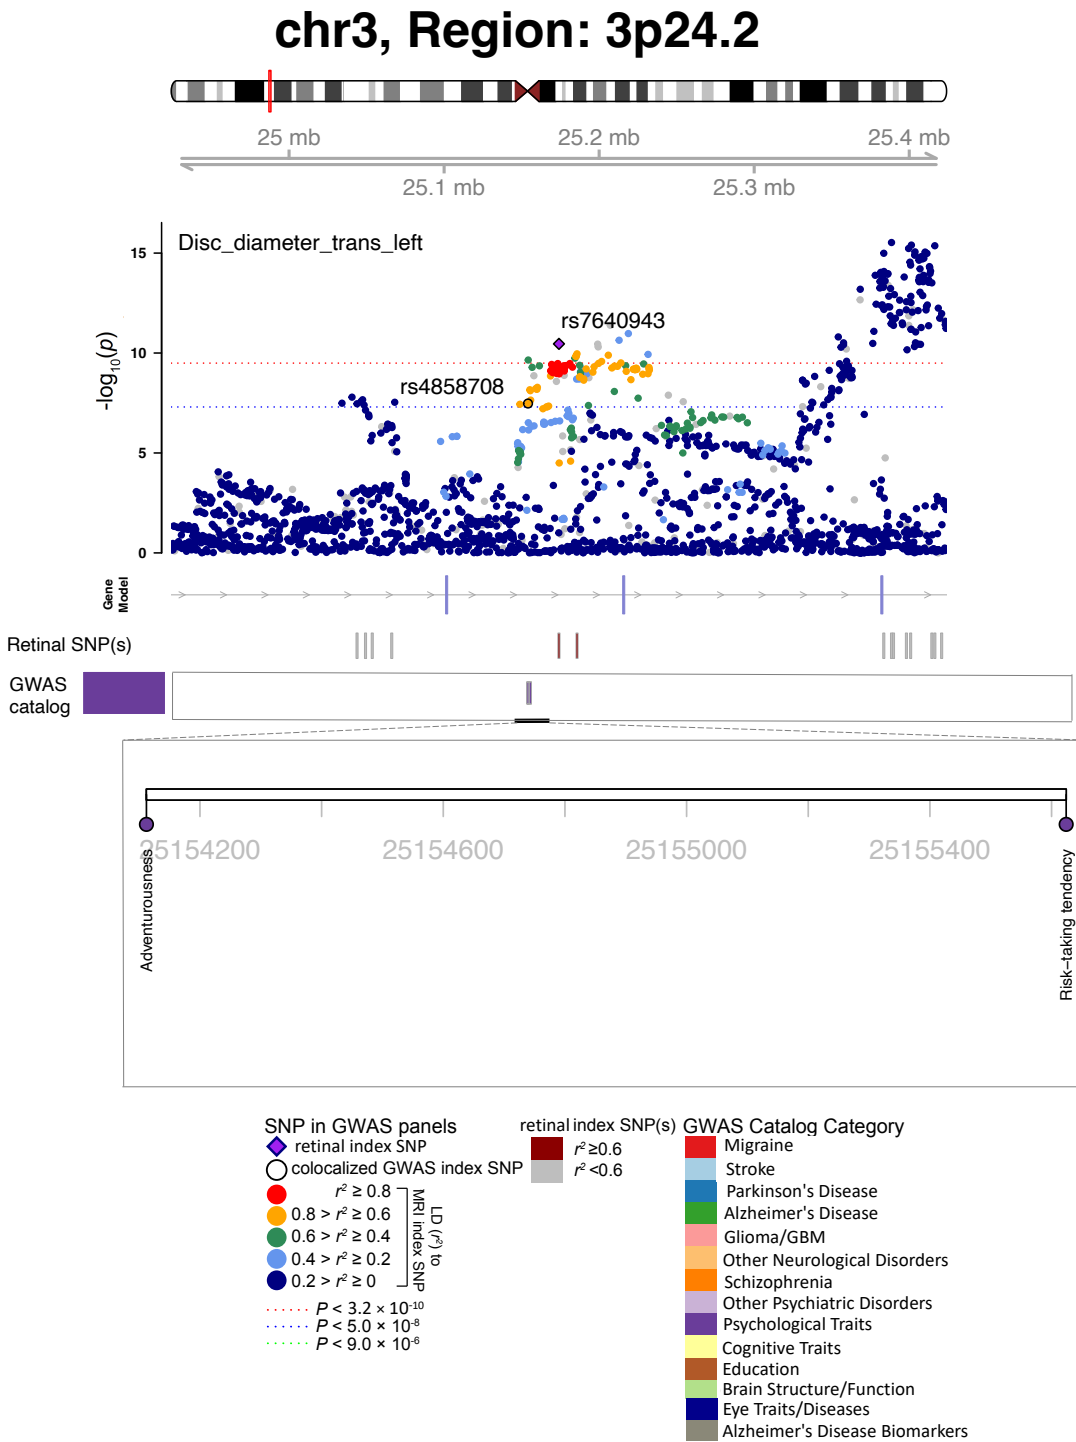 chr3, Region: 3p24.2
25 mb
25.2 mb
25.4 mb
25.1 mb
25.3 mb
Disc_diameter_trans_left
15
10
5
0
-log10(p)
rs7640943
rs4858708
Gene
Model
Retinal SNP(s)
GWAS
catalog
25154200
25154600
25155000
25155400
Adventurousness
Risk−taking tendency
SNP in GWAS panels
retinal index SNP
colocalized GWAS index SNP
r² ≥ 0.8
0.8 > r² ≥ 0.6
0.6 > r² ≥ 0.4
0.4 > r² ≥ 0.2
0.2 > r² ≥ 0
LD (r²) to
MRI index SNP
P < 3.2 × 10⁻¹⁰
P < 5.0 × 10⁻⁸
P < 9.0 × 10⁻⁶
retinal index SNP(s)
r² ≥0.6
r² <0.6
GWAS Catalog Category
Migraine
Stroke
Parkinson's Disease
Alzheimer's Disease
Glioma/GBM
Other Neurological Disorders
Schizophrenia
Other Psychiatric Disorders
Psychological Traits
Cognitive Traits
Education
Brain Structure/Function
Eye Traits/Diseases
Alzheimer's Disease Biomarkers